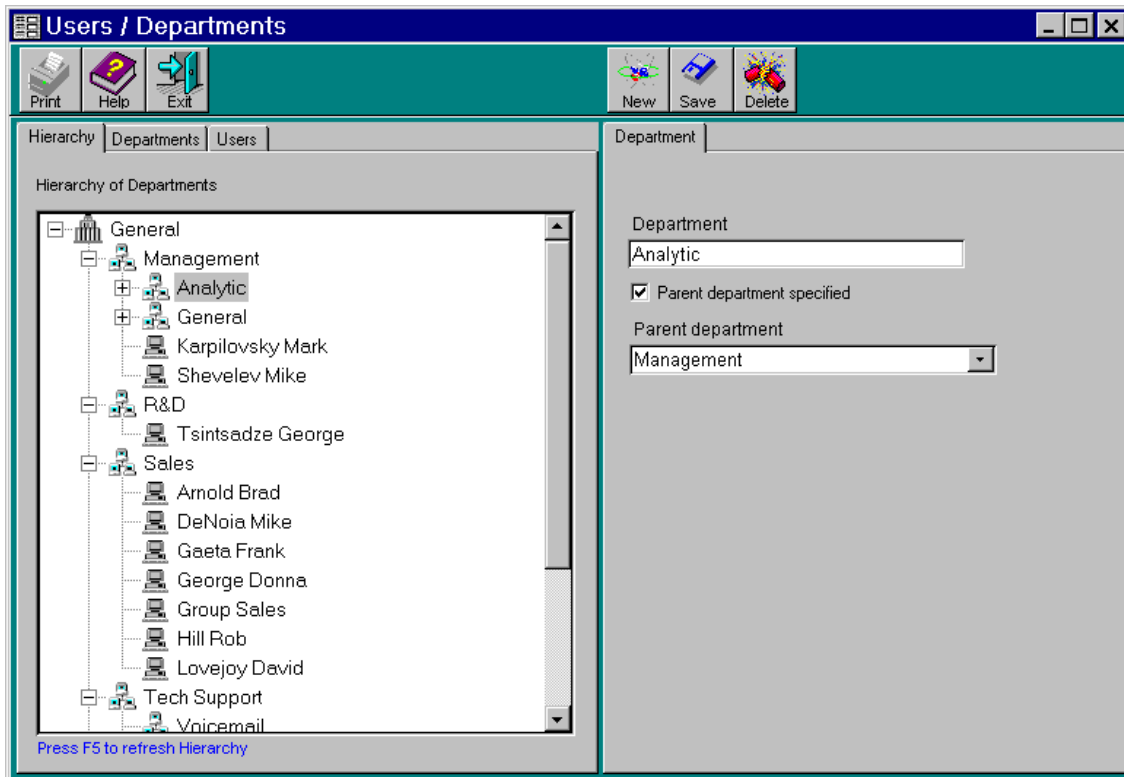 Users / Departments
Print Help Exit New Save Delete
Hierarchy Departments Users
Department
Hierarchy of Departments
General
Management
Analytic
General
Karpilovsky Mark
Shevelev Mike
R&D
Tsintsadze George
Sales
Arnold Brad
DeNoia Mike
Gaeta Frank
George Donna
Group Sales
Hill Rob
Lovejoy David
Tech Support
Voicemail
Press F5 to refresh Hierarchy
Department
Analytic
Parent department specified
Parent department
Management